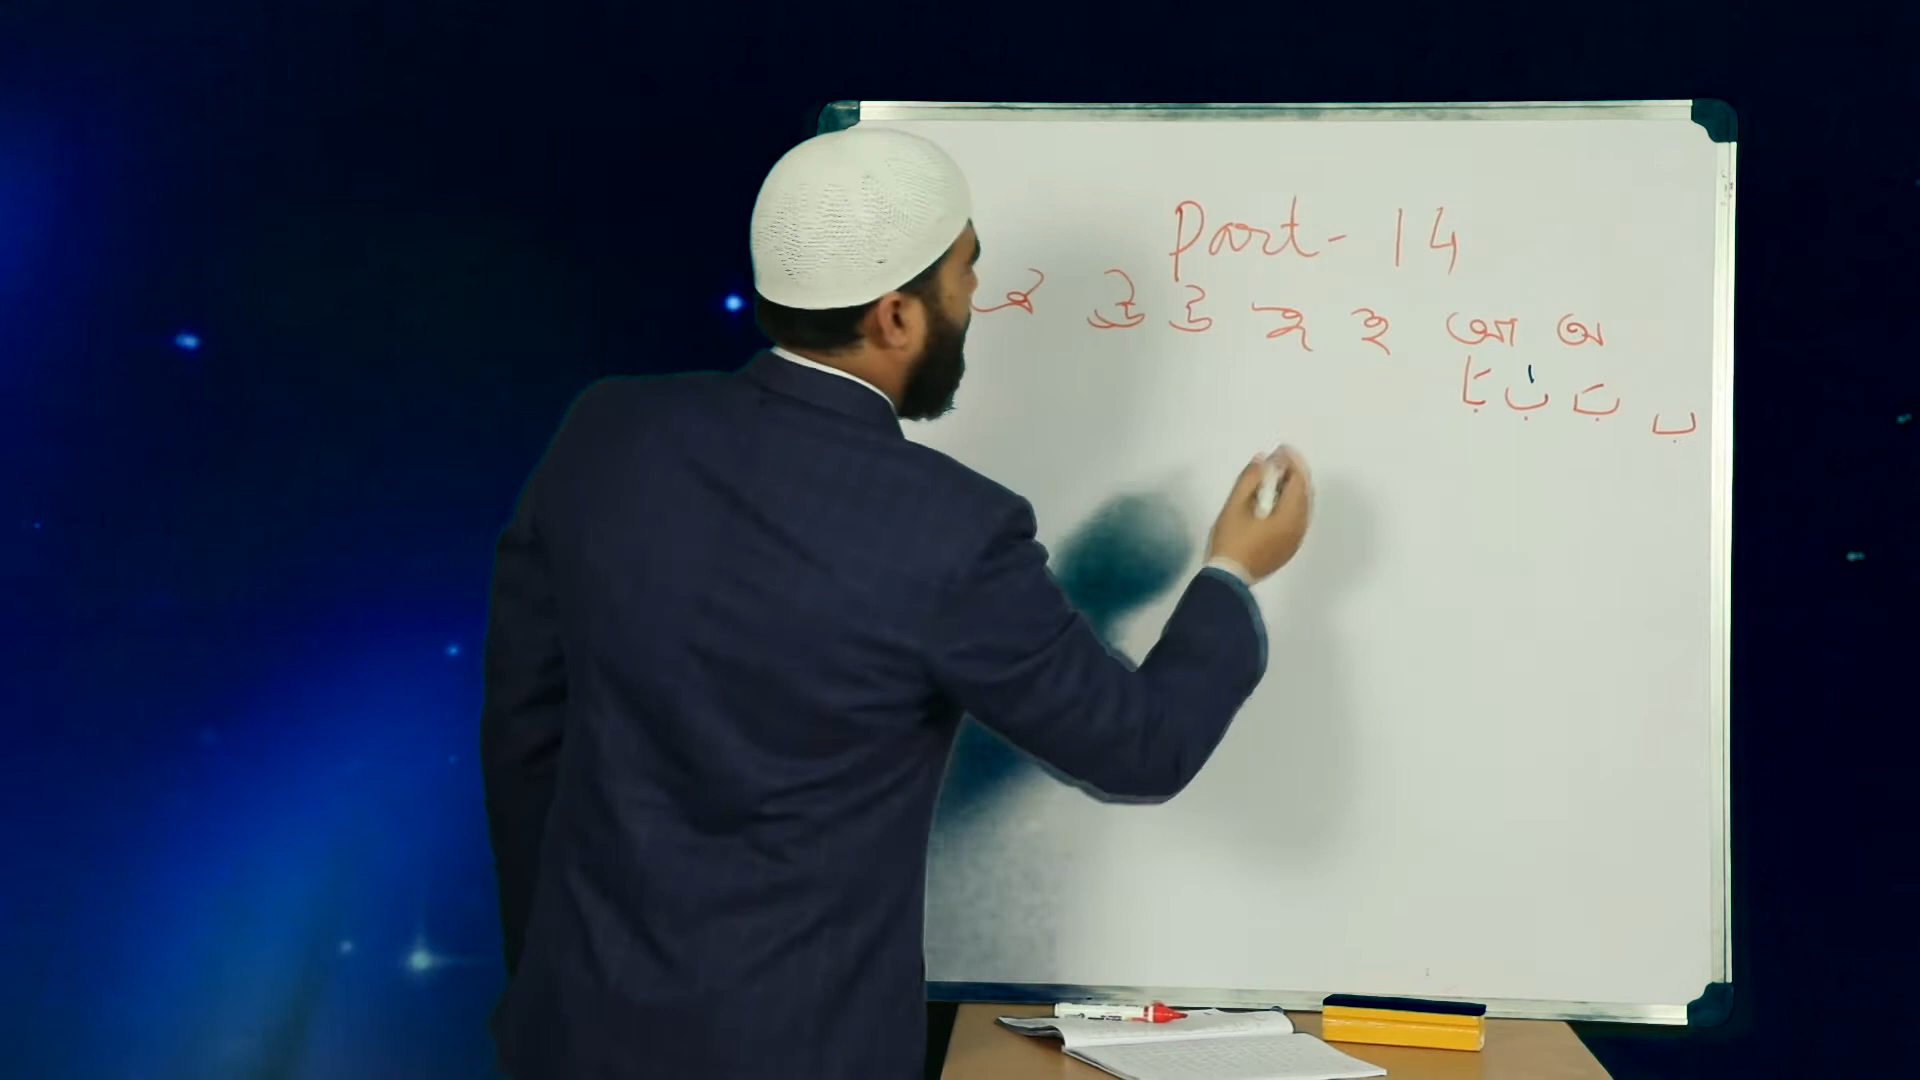 Part- 14
ঊ উ ঈ ই আ অ
ب بَ بٰ بَا